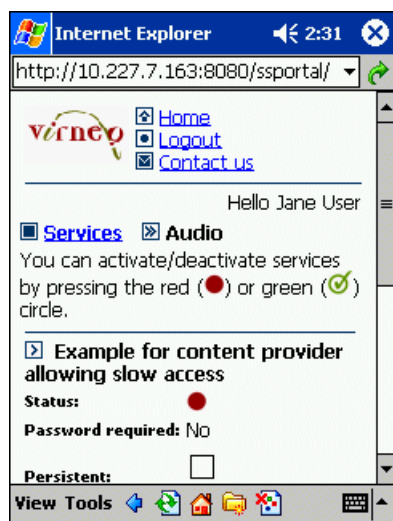 Internet Explorer 2:31
http://10.227.7.163:8080/ssportal/
virneo
Home
Logout
Contact us
Hello Jane User
Services Audio
You can activate/deactivate services
by pressing the red ( ) or green ( )
circle.
Example for content provider
allowing slow access
Status:
Password required: No
Persistent:
View Tools